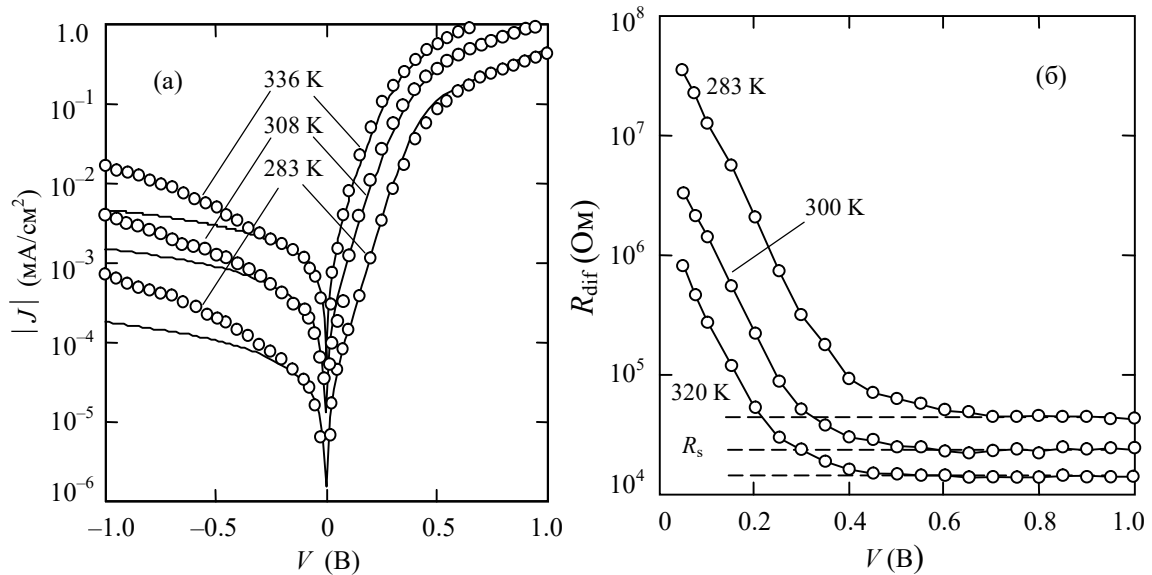 (а)
1.0
10⁻¹
10⁻²
10⁻³
10⁻⁴
10⁻⁵
10⁻⁶
| J | (мА/см²)
336 K
308 K
283 K
–1.0 –0.5 0 0.5 1.0
V (В)
(б)
10⁸
10⁷
10⁶
10⁵
10⁴
R_dif (Ом)
283 K
300 K
320 K
R_s
0 0.2 0.4 0.6 0.8 1.0
V (В)